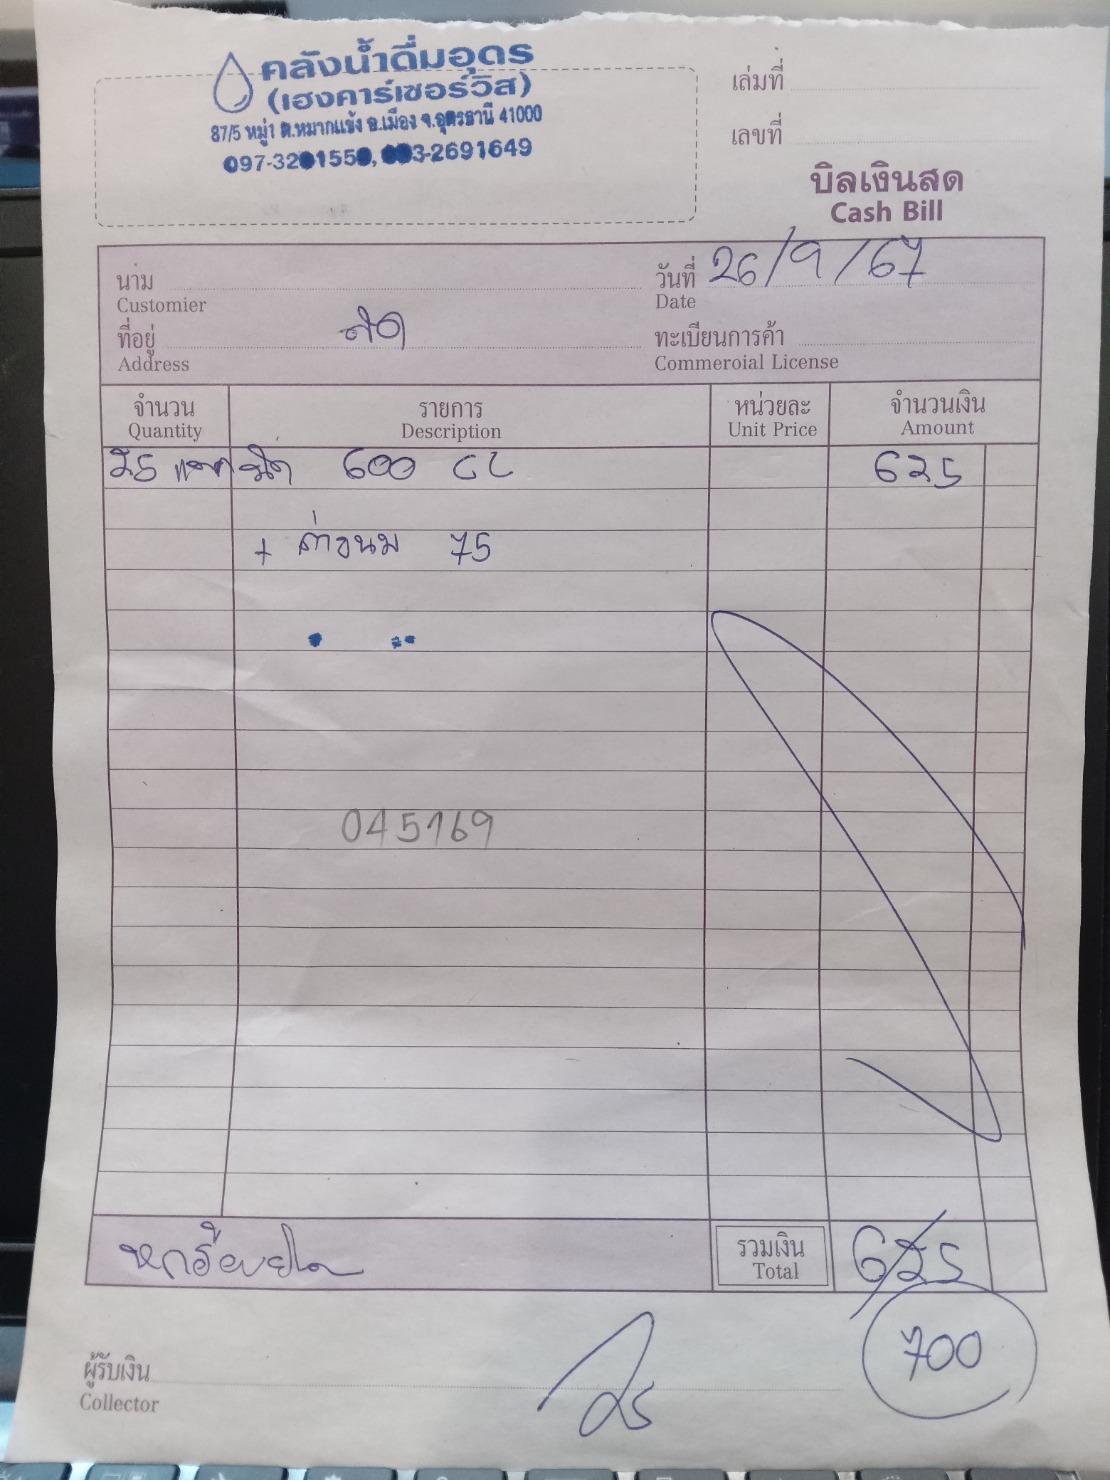 คลังน้ำดื่มอุดร
(เฮงคาร์เซอร์วิส)
87/5 หมู่1 ต.หมากแข้ง อ.เมือง จ.อุดรธานี 41000
เล่มที่
เลขที่
บิลเงินสด
Cash Bill
นาม
Customier
วันที่ 26/9/67
Date
ที่อยู่ สด
Address
ทะเบียนการค้า
Commeroial License
จำนวน รายการ หน่วยละ จำนวนเงิน
Quantity Description Unit Price Amount
25 แพค 600 625
+ ค่าขนม 75
045169
รวมเงิน 625
Total
700
ผู้รับเงิน
Collector